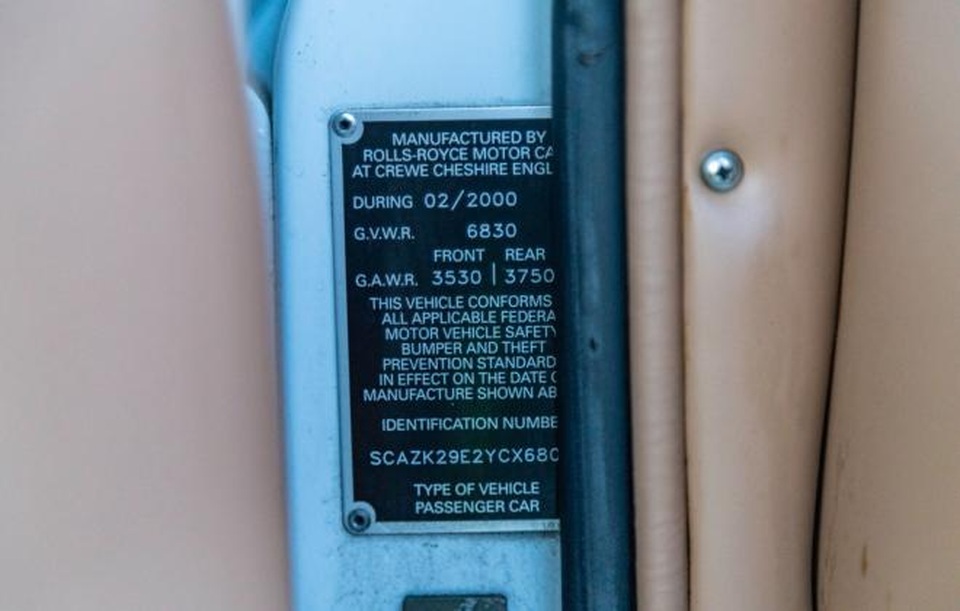 MANUFACTURED BY
ROLLS-ROYCE MOTOR CA
AT CREWE CHESHIRE ENGL
DURING 02/2000
G.V.W.R. 6830
FRONT REAR
G.A.W.R. 3530 | 3750
THIS VEHICLE CONFORMS
ALL APPLICABLE FEDERA
MOTOR VEHICLE SAFETY
BUMPER AND THEFT
PREVENTION STANDARD
IN EFFECT ON THE DATE
MANUFACTURE SHOWN AB
IDENTIFICATION NUMBE
SCAZK29E2YCX680
TYPE OF VEHICLE
PASSENGER CAR